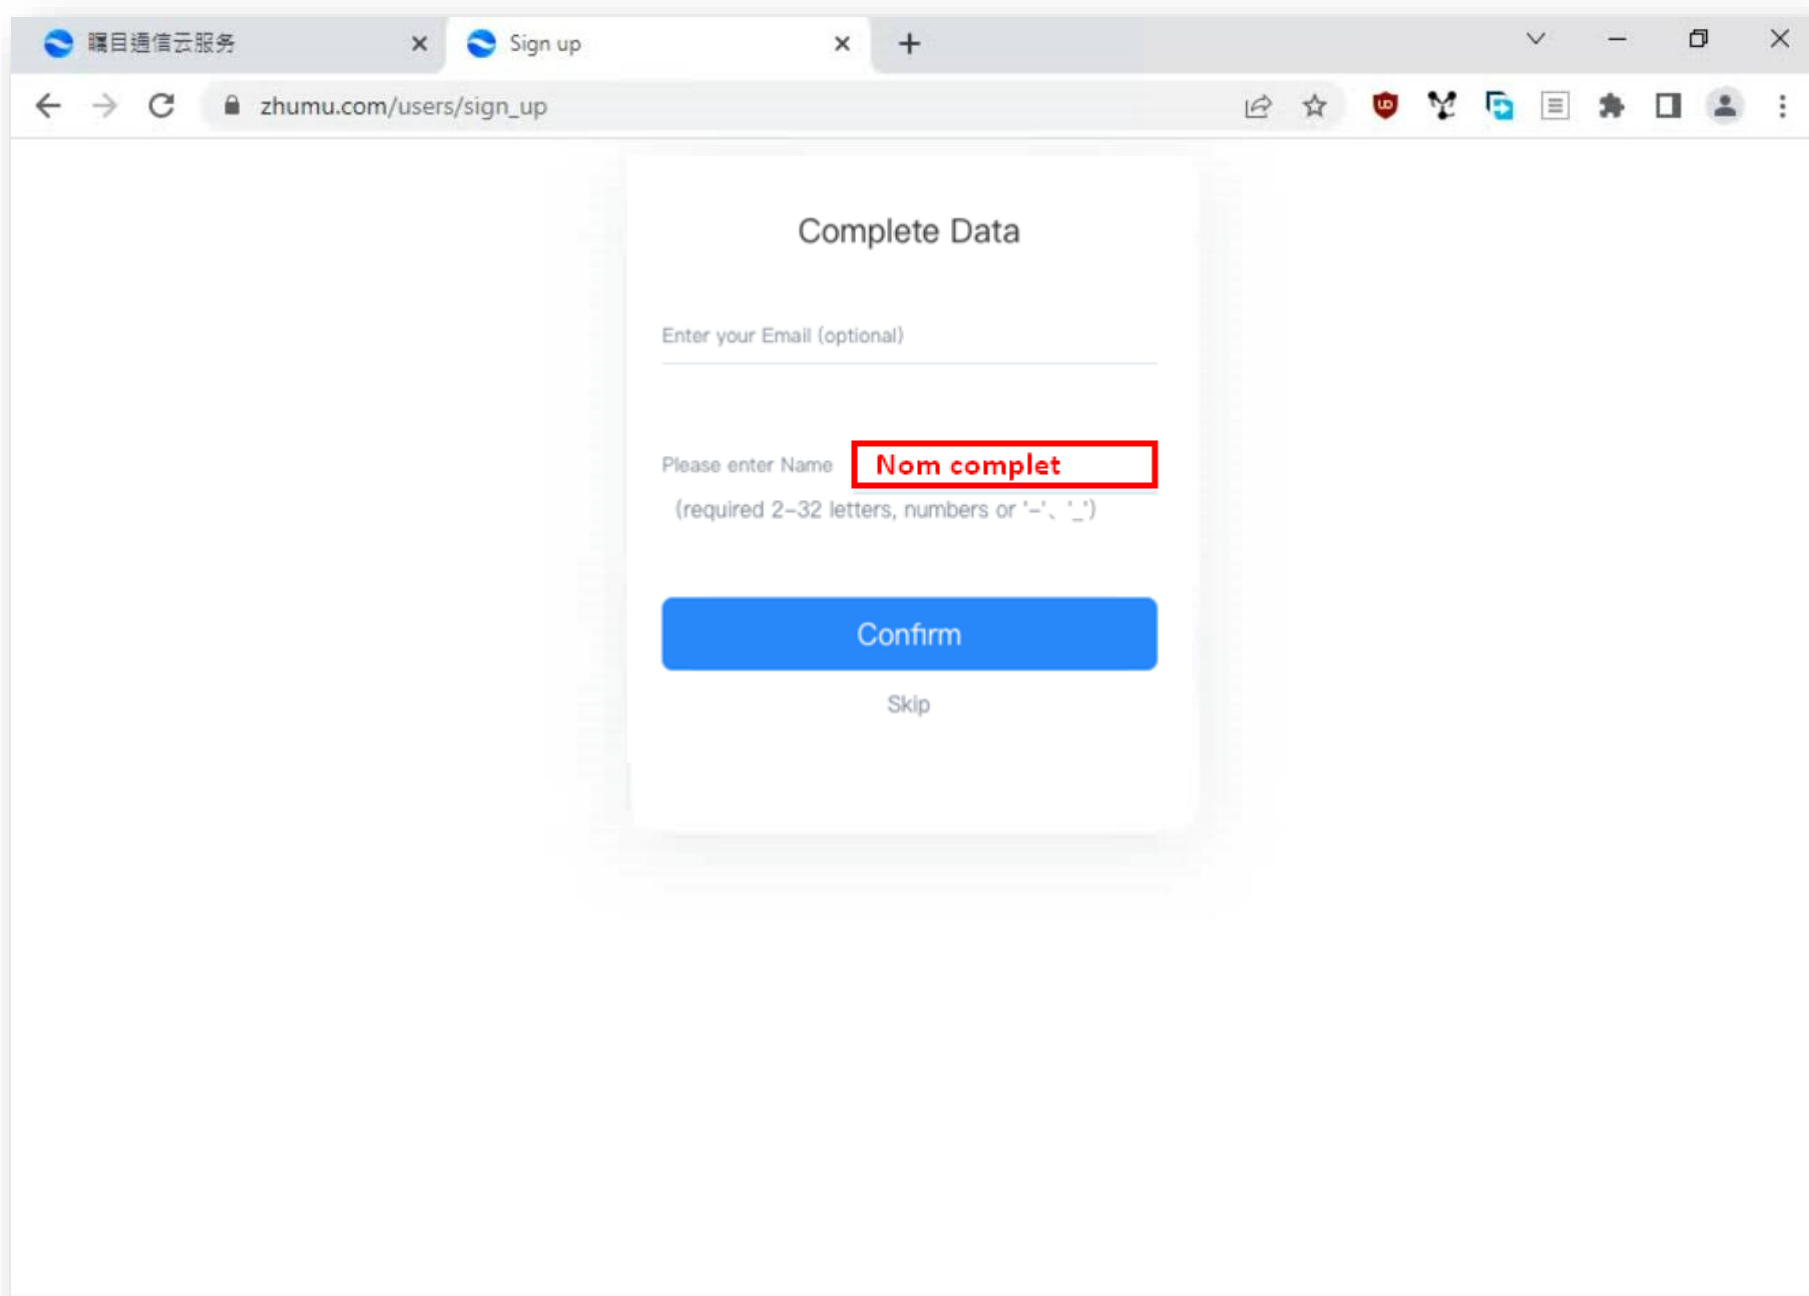 瞩目通信云服务
Sign up
zhumu.com/users/sign_up
Complete Data
Enter your Email (optional)
Please enter Name Nom complet
(required 2-32 letters, numbers or '-'、'_')
Confirm
Skip